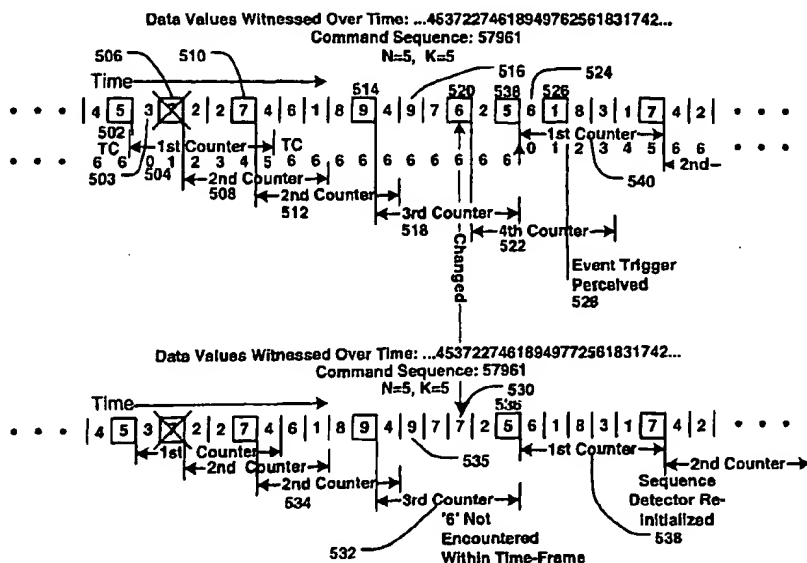 Data Values Witnessed Over Time: ...45372274618949762561831742...
Command Sequence: 57961
N=5, K=5
506 510 538 516 524
Time 514 520 526
4 5 3 7 2 2 7 4 6 1 8 9 4 9 7 6 2 5 6 1 8 3 1 7 4 2
502 1st Counter TC 1st Counter
TC
6 6 0 1 2 3 4 5 6 6 6 6 6 6 6 6 6 6 0 1 2 3 4 5 6 6
503 504 2nd Counter 2nd
508 2nd Counter 540
512 3rd Counter
518 4th Counter
522
Changed
Event Trigger
Perceived
528
Data Values Witnessed Over Time: ...45372274618949772561831742...
Command Sequence: 57961
N=5, K=5
530
Time 536
4 5 3 7 2 2 7 4 6 1 8 9 4 9 7 7 2 5 6 1 8 3 1 7 4 2
1st Counter 535 1st Counter
2nd Counter 2nd Counter
2nd Counter Sequence
534 3rd Counter Detector Re-
'6' Not initialized
532 Encountered 538
Within Time-Frame